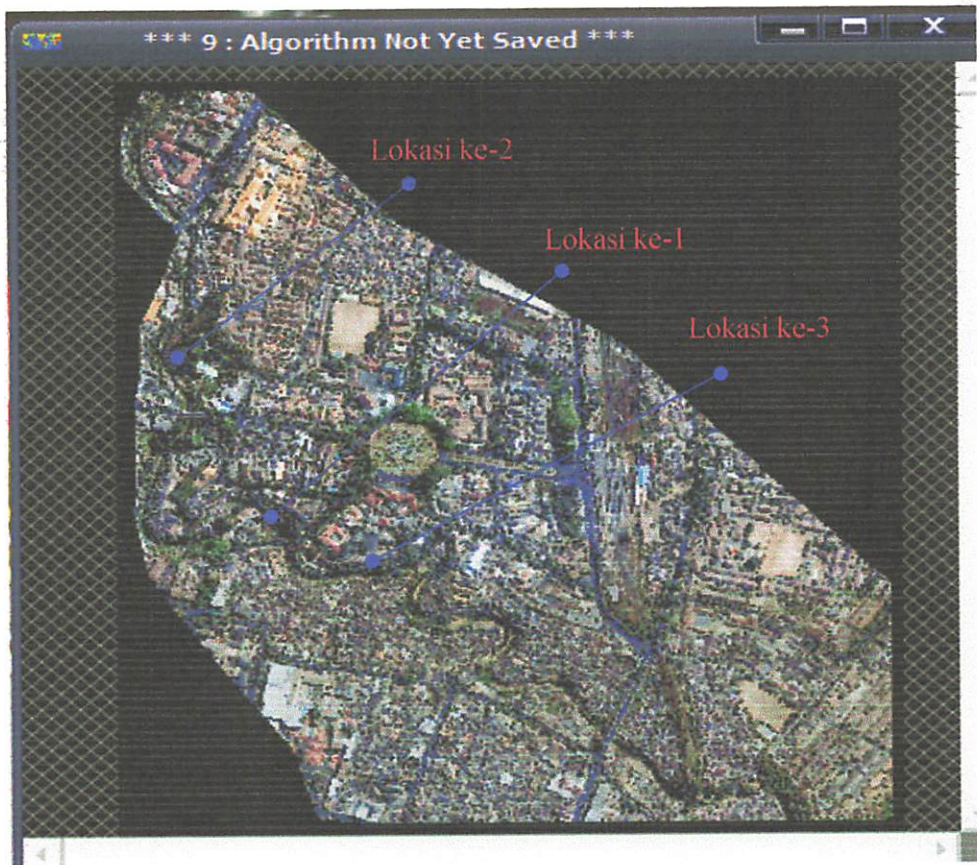 *** 9 : Algorithm Not Yet Saved ***
Lokasi ke-2
Lokasi ke-1
Lokasi ke-3